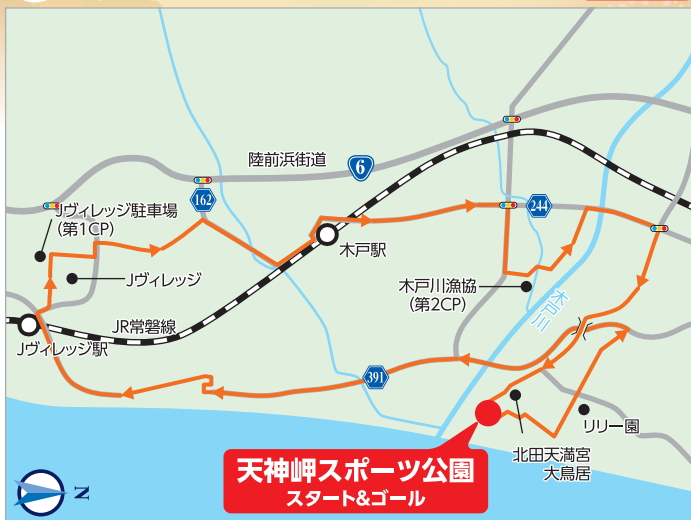 陸前浜街道
6
162
Jヴィレッジ駐車場
(第1CP)
244
木戸駅
Jヴィレッジ
木戸川漁協
(第2CP)
木戸川
JR常磐線
Jヴィレッジ駅
391
リリー園
北田天満宮
大鳥居
天神岬スポーツ公園
スタート&ゴール
N